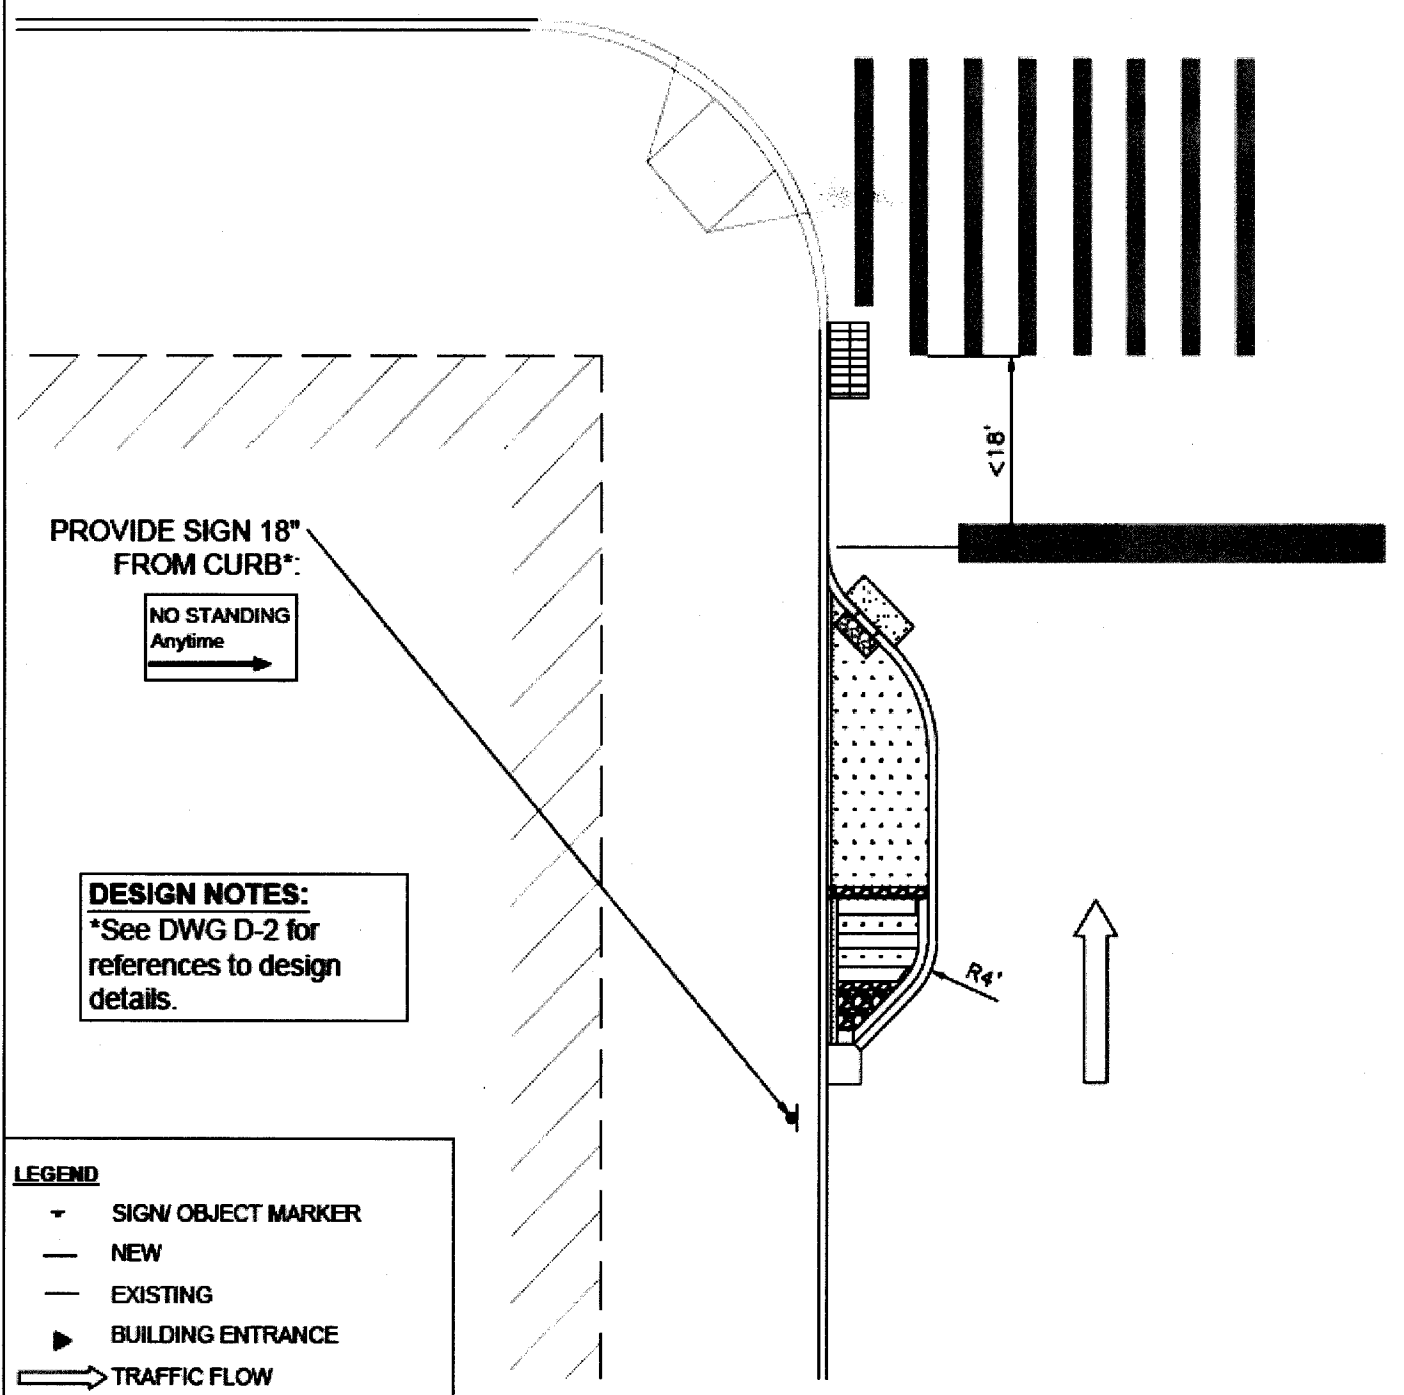 <18'
PROVIDE SIGN 18"
FROM CURB*:
NO STANDING
Anytime
DESIGN NOTES:
*See DWG D-2 for
references to design
details.
R4'
LEGEND
SIGN/ OBJECT MARKER
NEW
EXISTING
BUILDING ENTRANCE
TRAFFIC FLOW